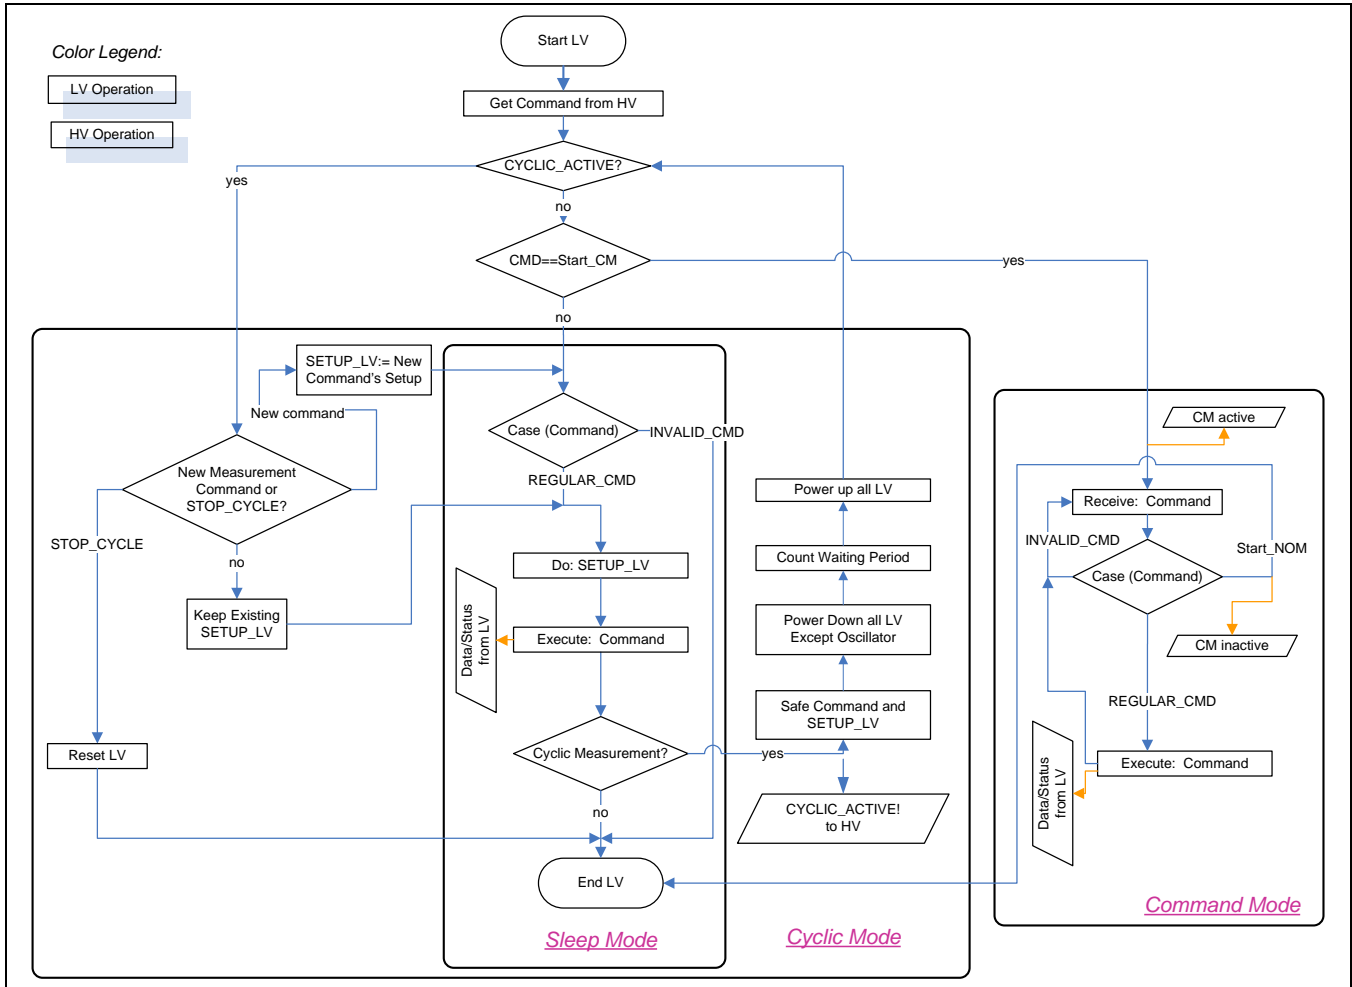 Start LV
Color Legend:
LV Operation
HV Operation
Get Command from HV
CYCLIC_ACTIVE?
yes
no
CMD==Start_CM
yes
no
SETUP_LV:= New
Command's Setup
New command
New Measurement
Command or
STOP_CYCLE?
STOP_CYCLE
no
Keep Existing
SETUP_LV
Reset LV
Case (Command)
INVALID_CMD
REGULAR_CMD
Do: SETUP_LV
Execute: Command
Data/Status
from LV
Cyclic Measurement?
yes
no
End LV
Sleep Mode
Power up all LV
Count Waiting Period
Power Down all LV
Except Oscillator
Safe Command and
SETUP_LV
CYCLIC_ACTIVE!
to HV
Cyclic Mode
CM active
Receive: Command
INVALID_CMD
Start_NOM
Case (Command)
CM inactive
REGULAR_CMD
Execute: Command
Data/Status
from LV
Command Mode